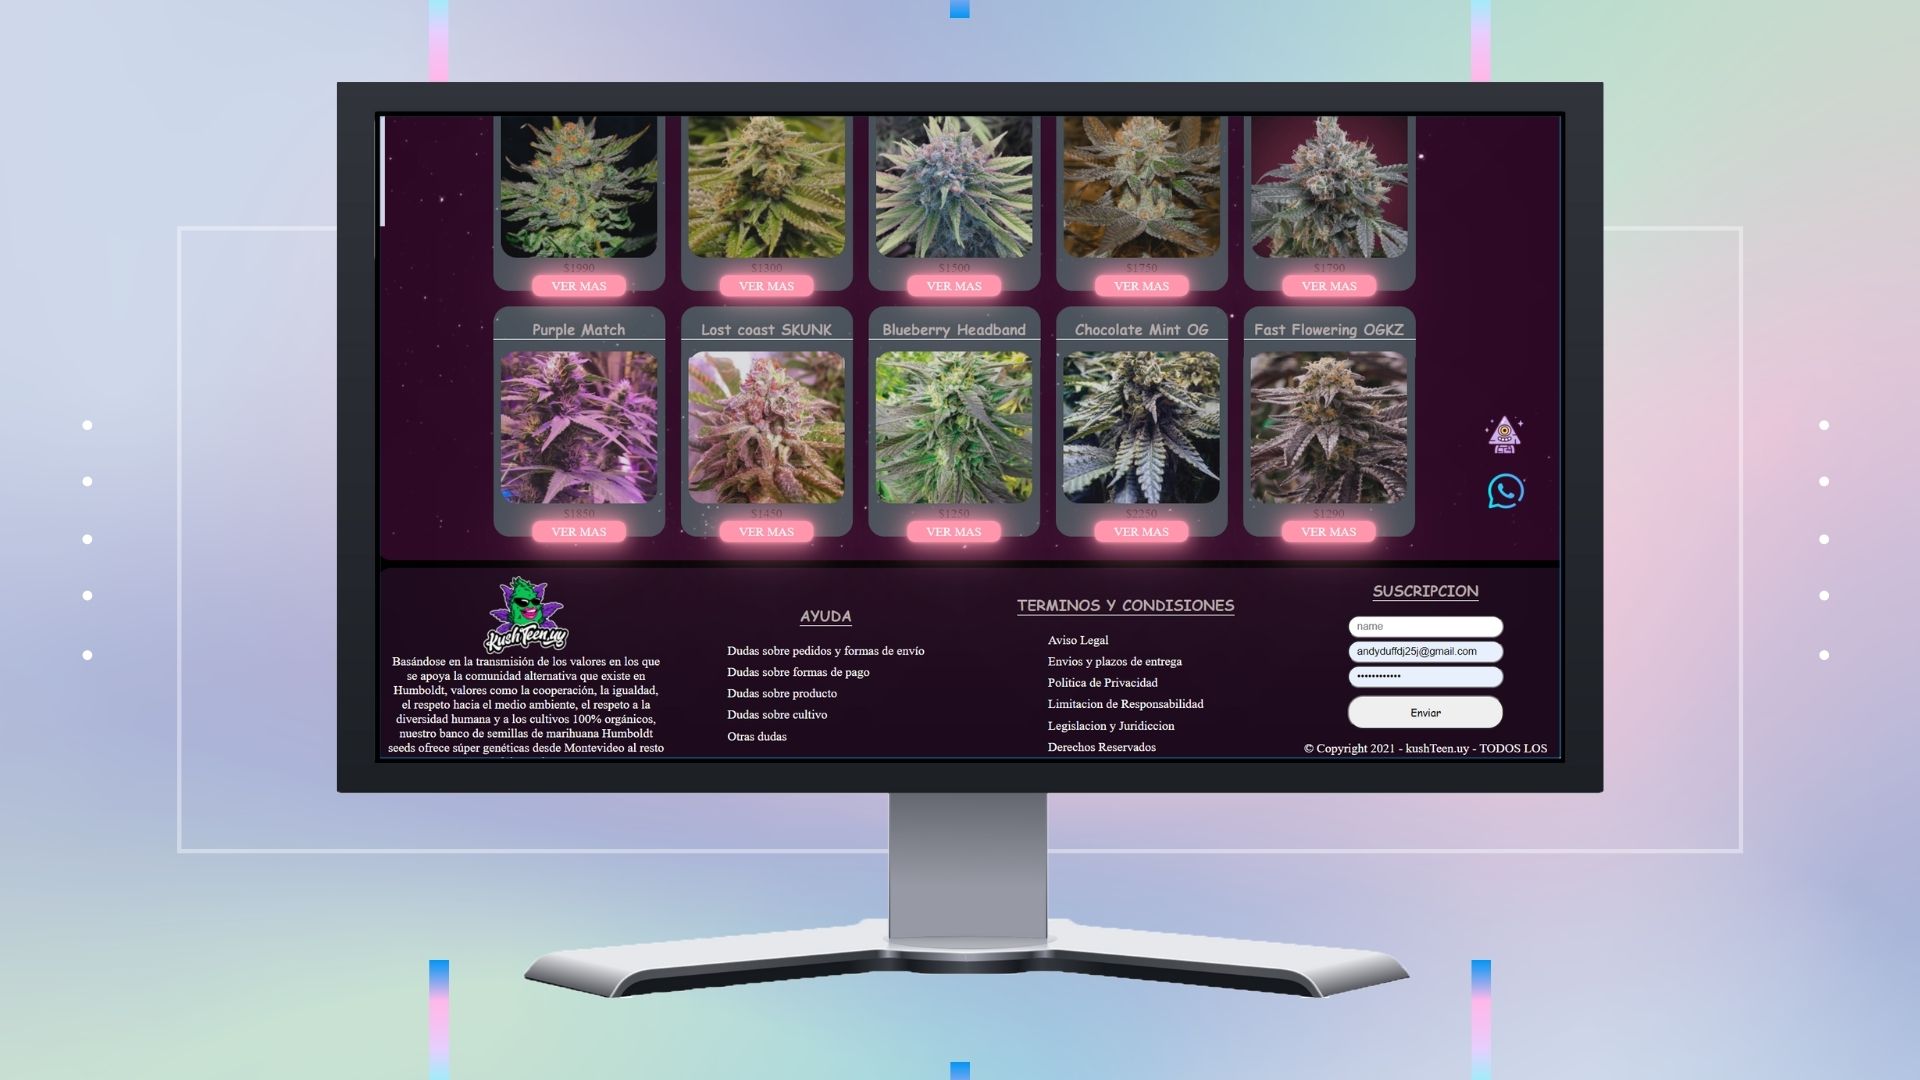 $1990
$1300
$1500
$1750
$1790
VER MAS
VER MAS
VER MAS
VER MAS
VER MAS
Purple Match
Lost coast SKUNK
Blueberry Headband
Chocolate Mint OG
Fast Flowering OGKZ
$1850
$1450
$1250
$2250
$1290
VER MAS
VER MAS
VER MAS
VER MAS
VER MAS
KushTeen.uy
Basándose en la transmisión de los valores en los que
se apoya la comunidad alternativa que existe en
Humboldt, valores como la cooperación, la igualdad,
el respeto hacia el medio ambiente, el respeto a la
diversidad humana y a los cultivos 100% orgánicos,
nuestro banco de semillas de marihuana Humboldt
seeds ofrece súper genéticas desde Montevideo al resto
AYUDA
Dudas sobre pedidos y formas de envío
Dudas sobre formas de pago
Dudas sobre producto
Dudas sobre cultivo
Otras dudas
TERMINOS Y CONDISIONES
Aviso Legal
Envios y plazos de entrega
Politica de Privacidad
Limitacion de Responsabilidad
Legislacion y Juridiccion
Derechos Reservados
SUSCRIPCION
name
andyduffdj25j@gmail.com
••••••••••••
Enviar
© Copyright 2021 - kushTeen.uy - TODOS LOS